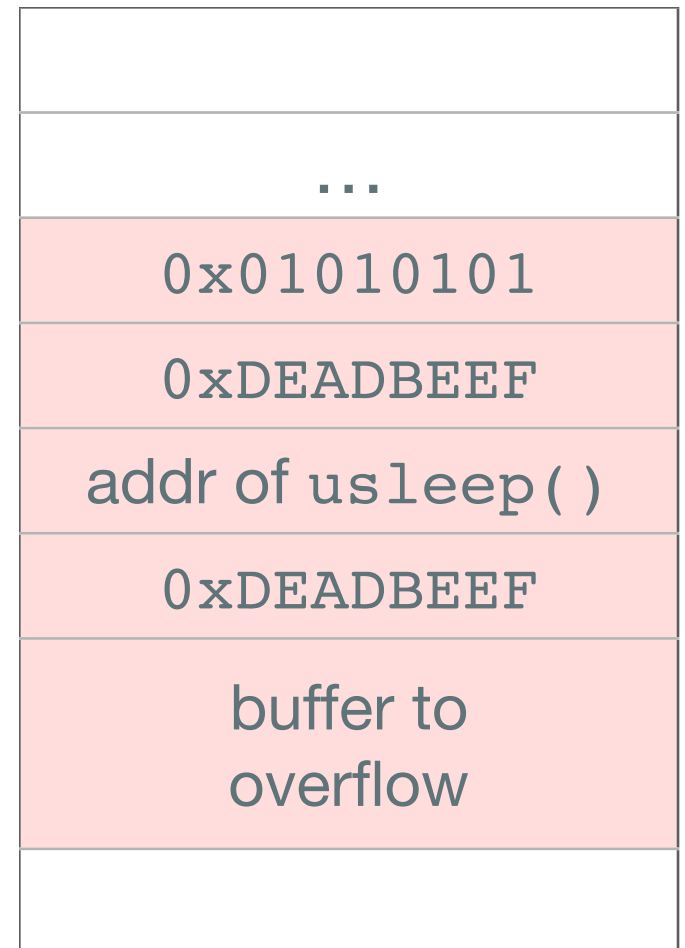 ...
0x01010101
0xDEADBEEF
addr of usleep()
0xDEADBEEF
buffer to
overflow